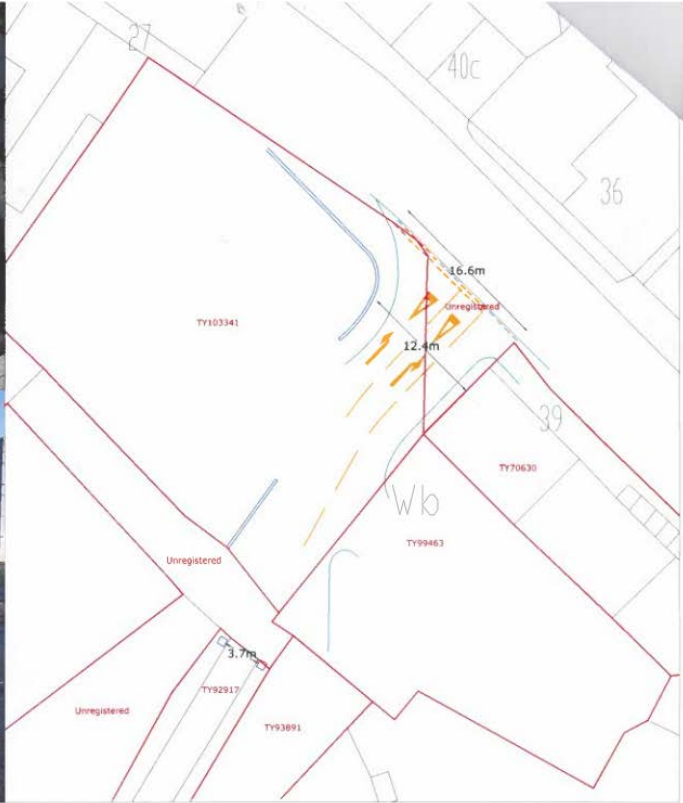 27
40c
36
16.6m
Unregistered
TY103341
12.4m
39
TY70630
Wb
TY99463
Unregistered
3.7m
TY92917
Unregistered
TY93891